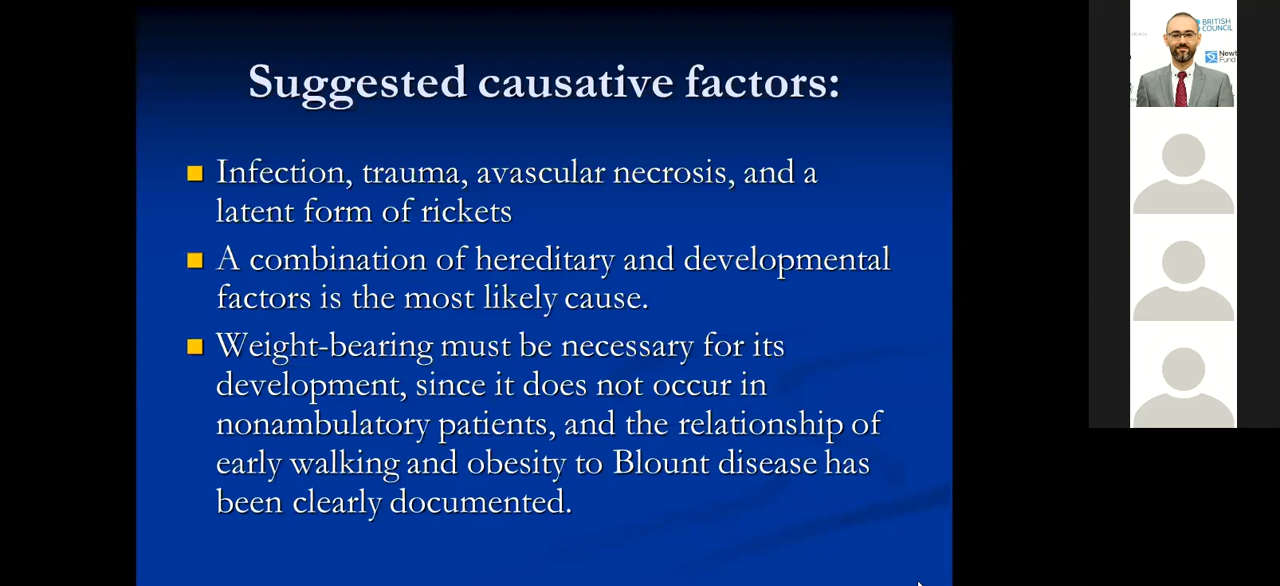 Suggested causative factors:
Infection, trauma, avascular necrosis, and a
latent form of rickets
A combination of hereditary and developmental
factors is the most likely cause.
Weight-bearing must be necessary for its
development, since it does not occur in
nonambulatory patients, and the relationship of
early walking and obesity to Blount disease has
been clearly documented.
BRITISH
COUNCIL
Fund